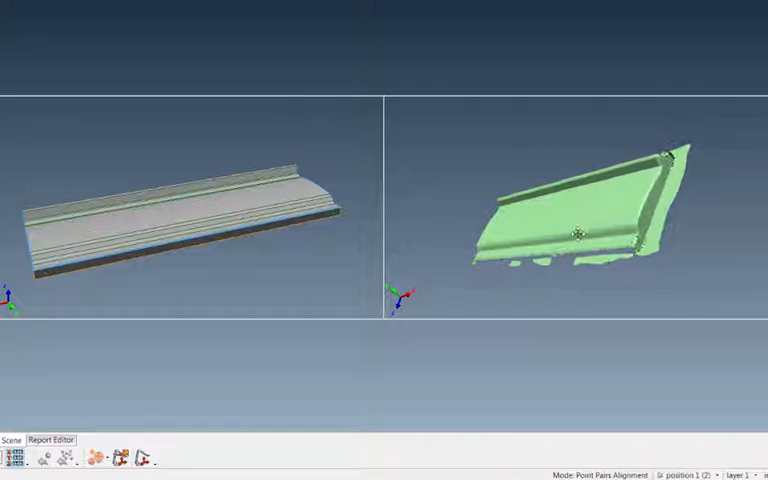 Scene Report Editor
Mode: Point Pairs Alignment position 1 (2) layer 1